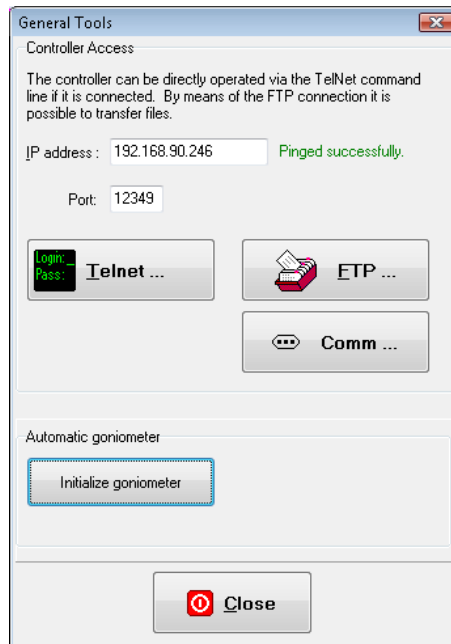 General Tools
Controller Access
The controller can be directly operated via the TelNet command
line if it is connected. By means of the FTP connection it is
possible to transfer files.
IP address : 192.168.90.246 Pinged successfully.
Port: 12349
Login:_
Pass:
Telnet ...
FTP ...
Comm ...
Automatic goniometer
Initialize goniometer
Close